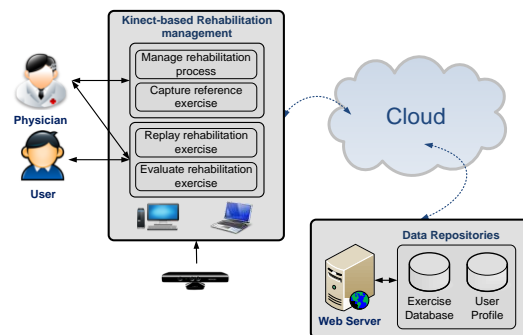 Kinect-based Rehabilitation
management
Manage rehabilitation
process
Capture reference
exercise
Physician
Replay rehabilitation
exercise
Evaluate rehabilitation
exercise
User
Cloud
Data Repositories
Web Server
Exercise
Database
User
Profile